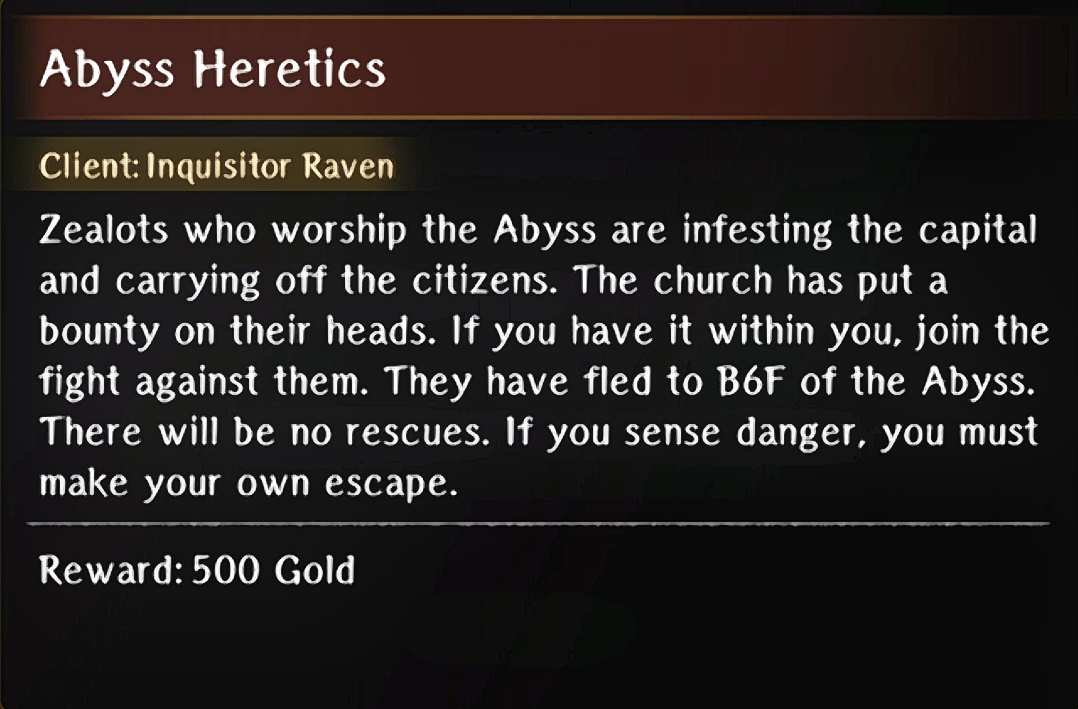 Abyss Heretics
Client: Inquisitor Raven
Zealots who worship the Abyss are infesting the capital
and carrying off the citizens. The church has put a
bounty on their heads. If you have it within you, join the
fight against them. They have fled to B6F of the Abyss.
There will be no rescues. If you sense danger, you must
make your own escape.
Reward: 500 Gold